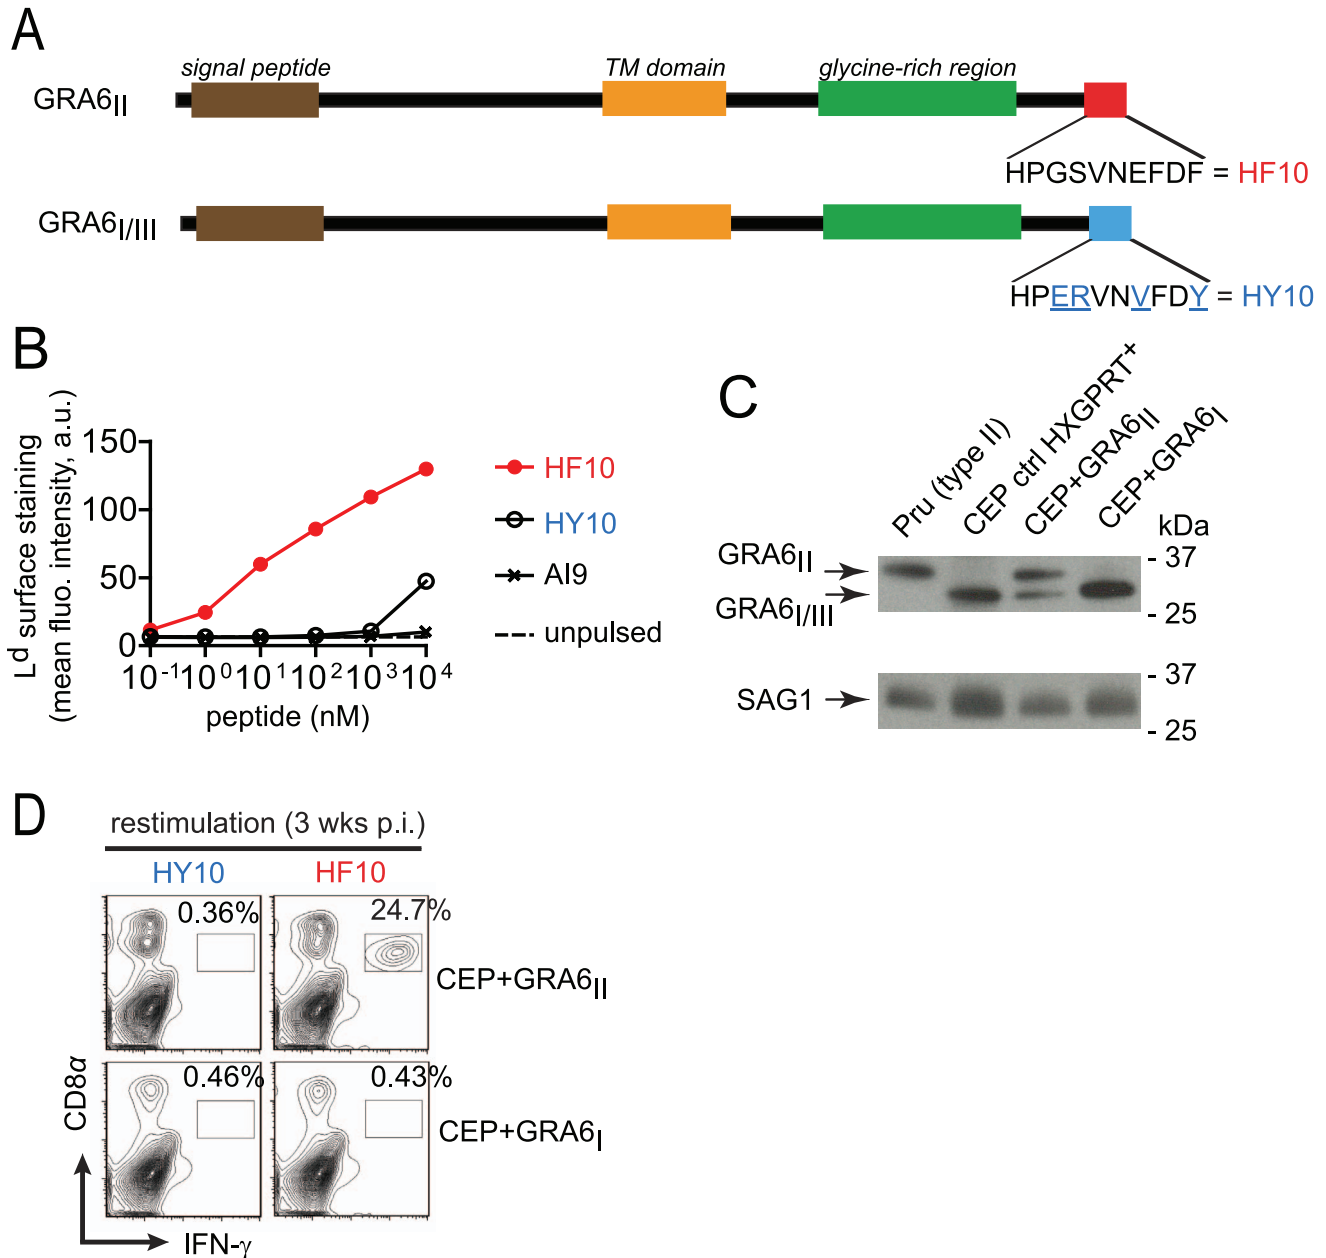 A
signal peptide TM domain glycine-rich region
GRA6II
HPGSVNEFDF = HF10
GRA6I/III
HPERVNVFDY = HY10
B
Ld surface staining
(mean fluo. intensity, a.u.)
150
100
50
0
10-1 100 101 102 103 104
peptide (nM)
HF10
HY10
AI9
unpulsed
C
Pru (type II)
CEP ctrl HXGPRT+
CEP+GRA6II
CEP+GRA6I
kDa
GRA6II
GRA6I/III
- 37
- 25
SAG1
- 37
- 25
D
restimulation (3 wks p.i.)
HY10 HF10
0.36% 24.7%
CEP+GRA6II
0.46% 0.43%
CEP+GRA6I
CD8α
IFN-γ